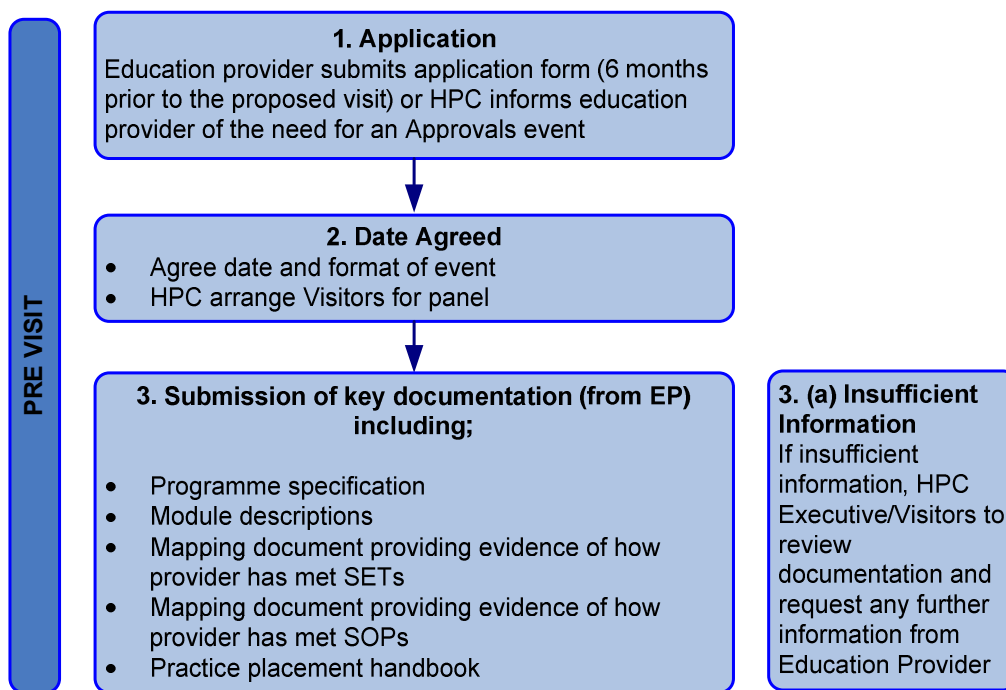 PRE VISIT
1. Application
Education provider submits application form (6 months
prior to the proposed visit) or HPC informs education
provider of the need for an Approvals event
2. Date Agreed
• Agree date and format of event
• HPC arrange Visitors for panel
3. Submission of key documentation (from EP)
including;
• Programme specification
• Module descriptions
• Mapping document providing evidence of how
provider has met SETs
• Mapping document providing evidence of how
provider has met SOPs
• Practice placement handbook
3. (a) Insufficient
Information
If insufficient
information, HPC
Executive/Visitors to
review
documentation and
request any further
information from
Education Provider